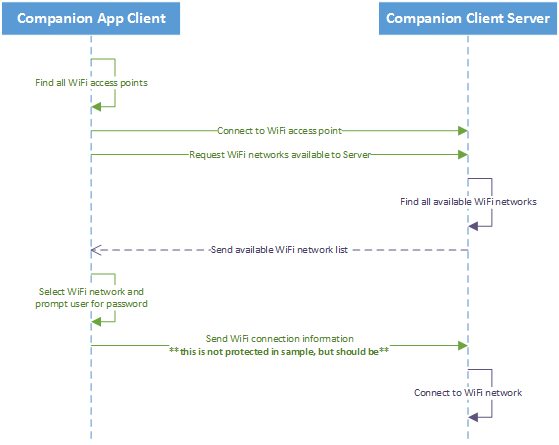 Companion App Client
Companion Client Server
Find all WiFi access points
Connect to WiFi access point
Request WiFi networks available to Server
Find all available WiFi networks
Send available WiFi network list
Select WiFi network and
prompt user for password
Send WiFi connection information
**this is not protected in sample, but should be**
Connect to WiFi network